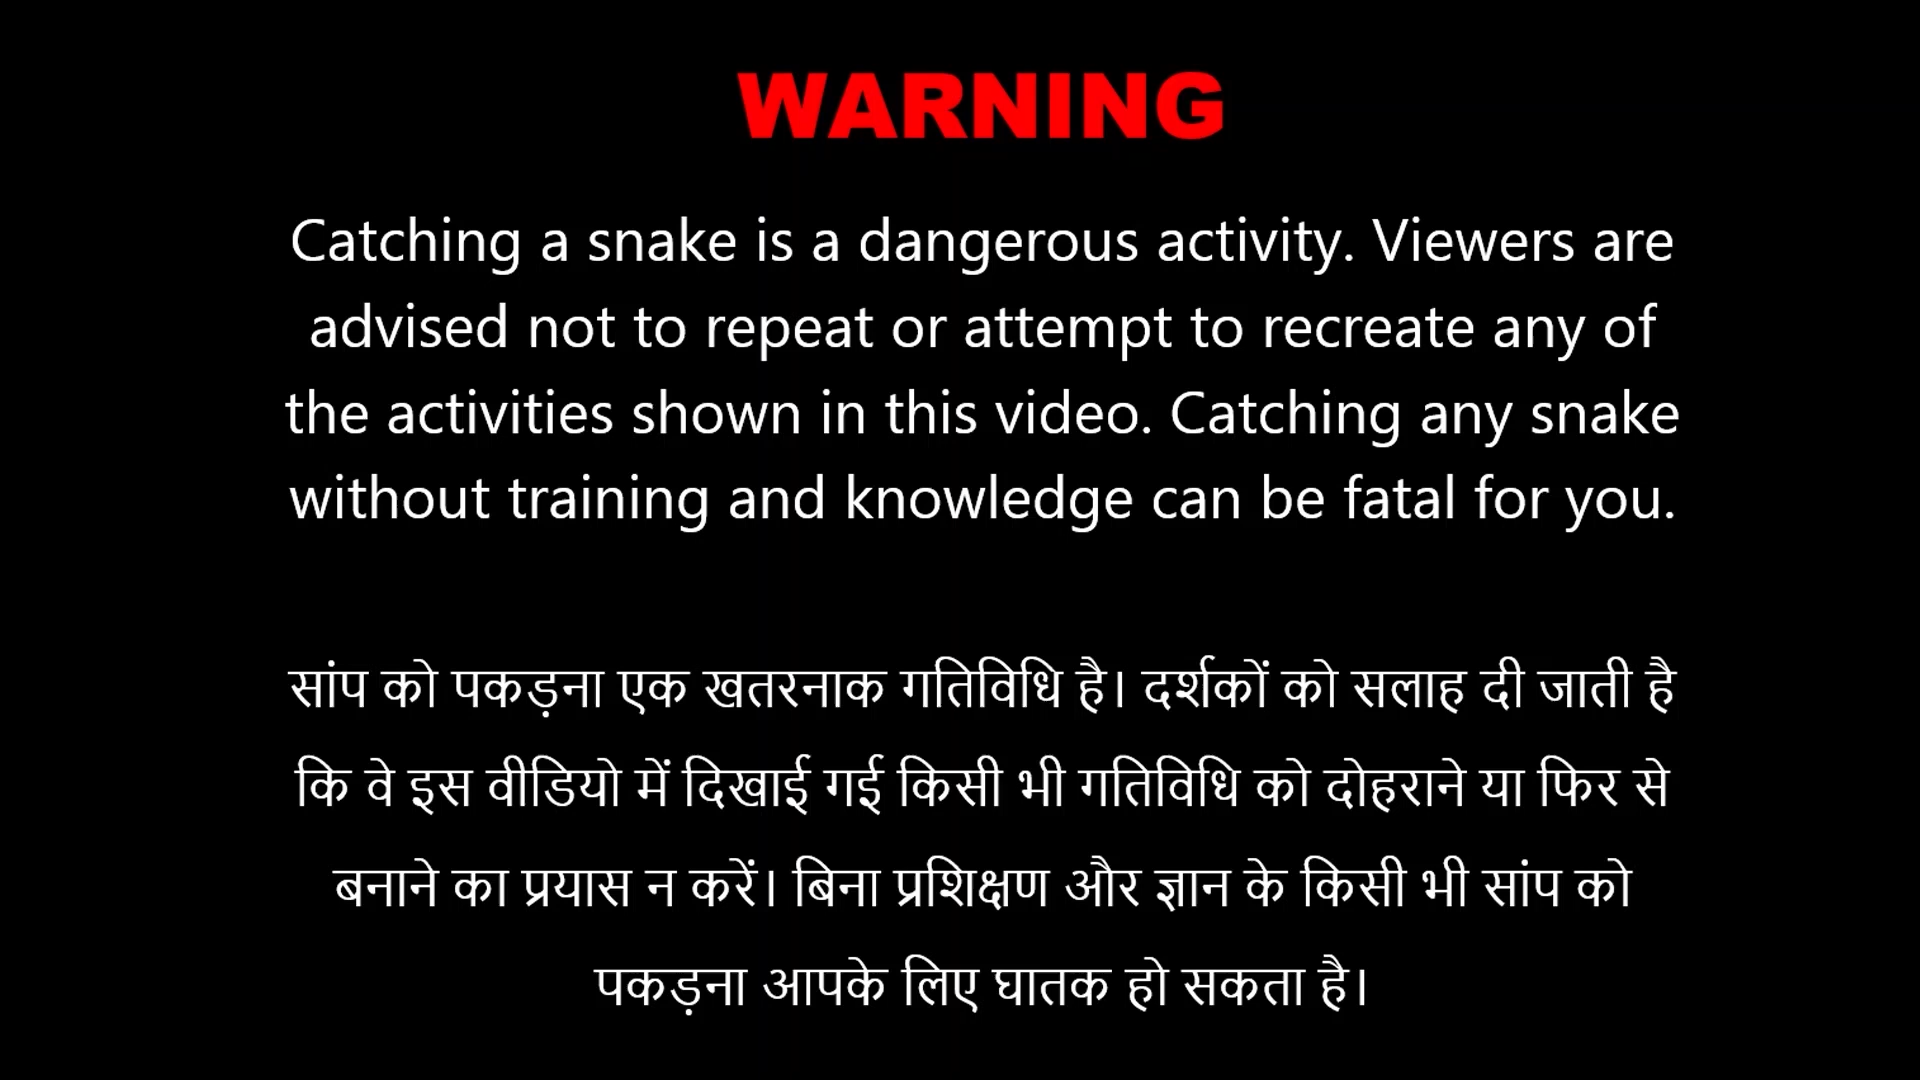 WARNING
Catching a snake is a dangerous activity. Viewers are
advised not to repeat or attempt to recreate any of
the activities shown in this video. Catching any snake
without training and knowledge can be fatal for you.
सांप को पकड़ना एक खतरनाक गतिविधि है। दर्शकों को सलाह दी जाती है
कि वे इस वीडियो में दिखाई गई किसी भी गतिविधि को दोहराने या फिर से
बनाने का प्रयास न करें। बिना प्रशिक्षण और ज्ञान के किसी भी सांप को
पकड़ना आपके लिए घातक हो सकता है।